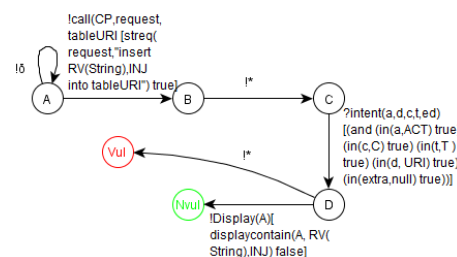 !call(CP,request,
tableURI [streq(
request,"insert
RV(String),INJ
into tableURI") true]
!δ
A
B
!*
C
?intent(a,d,c,t,ed)
[(and (in(a,ACT) true
(in(c,C) true) (in(t,T )
true) (in(d, URI) true)
(in(extra,null) true))]
Vul
!*
D
Nvul
!Display(A)[
displaycontain(A, RV(
String),INJ) false]